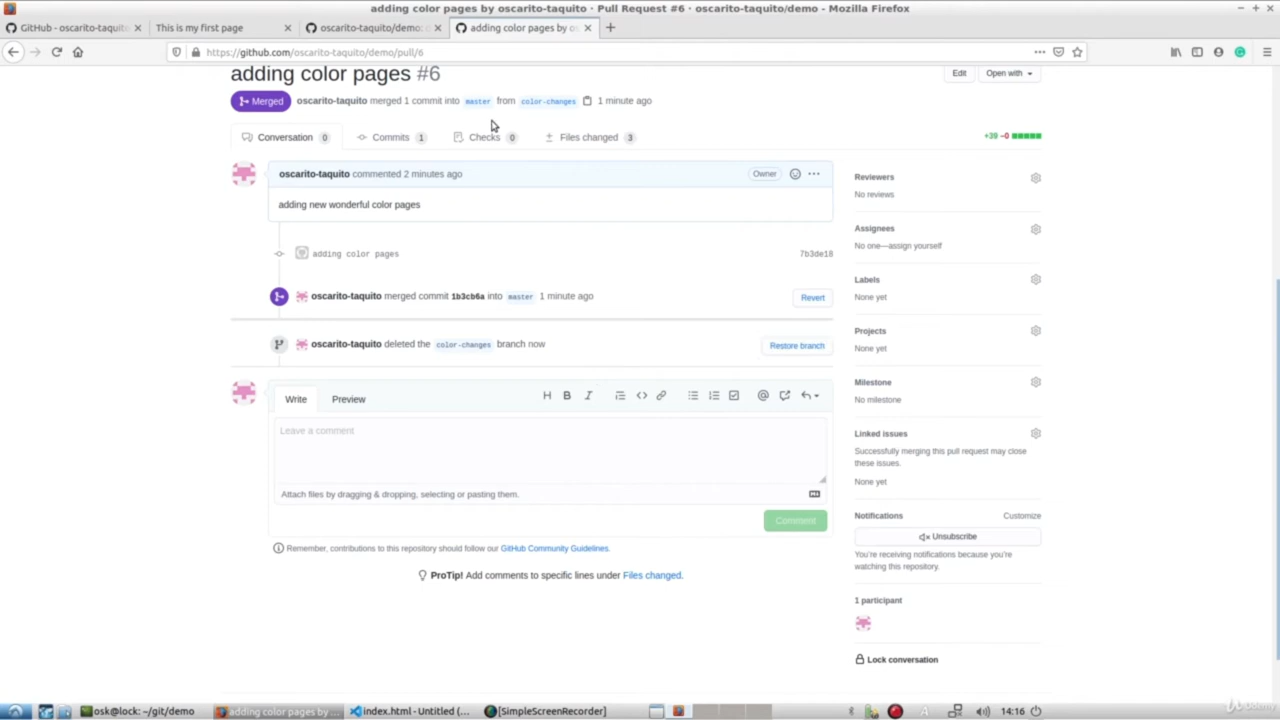 adding color pages by oscarito-taquito · Pull Request #6 · oscarito-taquito/demo - Mozilla Firefox
GitHub - oscarito-taquit
This is my first page
oscarito-taquito/demo:
adding color pages by os
https://github.com/oscarito-taquito/demo/pull/6
adding color pages #6
Edit
Open with
Merged oscarito-taquito merged 1 commit into master from color-changes 1 minute ago
Conversation 0
Commits 1
Checks 0
Files changed 3
+39 −0
oscarito-taquito commented 2 minutes ago
Owner
adding new wonderful color pages
adding color pages
7b3de18
oscarito-taquito merged commit 1b3cb6a into master 1 minute ago
Revert
oscarito-taquito deleted the color-changes branch now
Restore branch
Write
Preview
Leave a comment
Attach files by dragging & dropping, selecting or pasting them.
Comment
Remember, contributions to this repository should follow our GitHub Community Guidelines.
ProTip! Add comments to specific lines under Files changed.
Reviewers
No reviews
Assignees
No one—assign yourself
Labels
None yet
Projects
None yet
Milestone
No milestone
Linked issues
Successfully merging this pull request may close
these issues.
None yet
Notifications
Customize
Unsubscribe
You're receiving notifications because you're
watching this repository.
1 participant
Lock conversation
osk@lock: ~/git/demo
adding color pages by ...
index.html - Untitled (...
[SimpleScreenRecorder]
14:16
Udemy